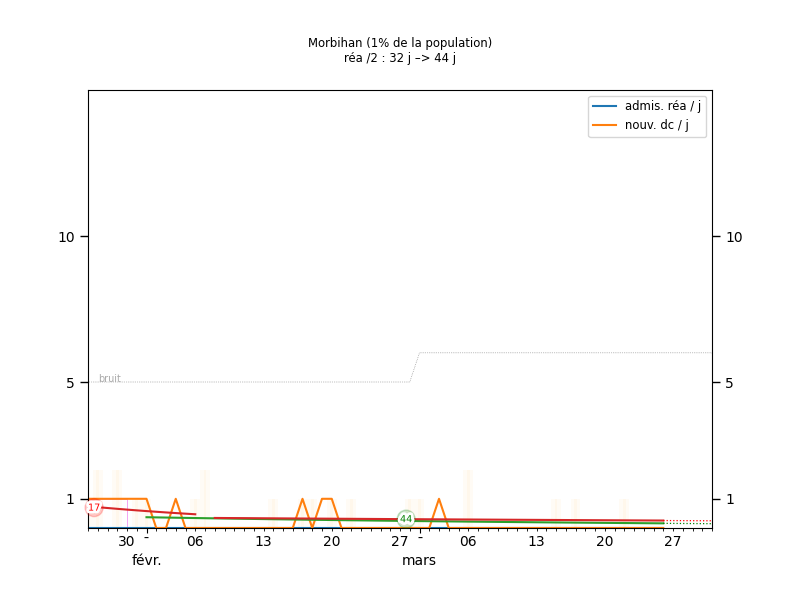 Morbihan (1% de la population)
réa /2 : 32 j –> 44 j
admis. réa / j
nouv. dc / j
10
10
bruit
5
5
1
1
17
44
30 - 06 13 20 27 - 06 13 20 27
févr. mars